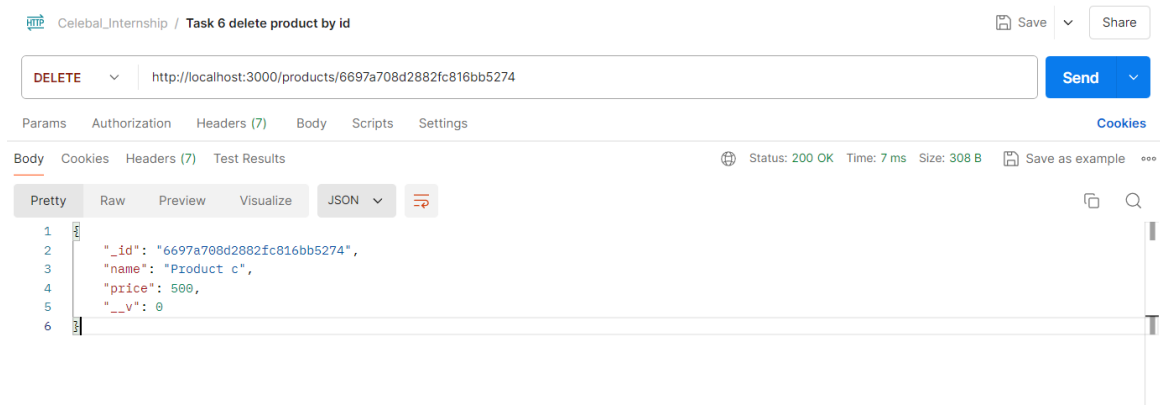 HTTP Celebal_Internship / Task 6 delete product by id Save Share
DELETE http://localhost:3000/products/6697a708d2882fc816bb5274 Send
Params Authorization Headers (7) Body Scripts Settings Cookies
Body Cookies Headers (7) Test Results Status: 200 OK Time: 7 ms Size: 308 B Save as example
Pretty Raw Preview Visualize JSON
1 {
2 "_id": "6697a708d2882fc816bb5274",
3 "name": "Product c",
4 "price": 500,
5 "__v": 0
6 }